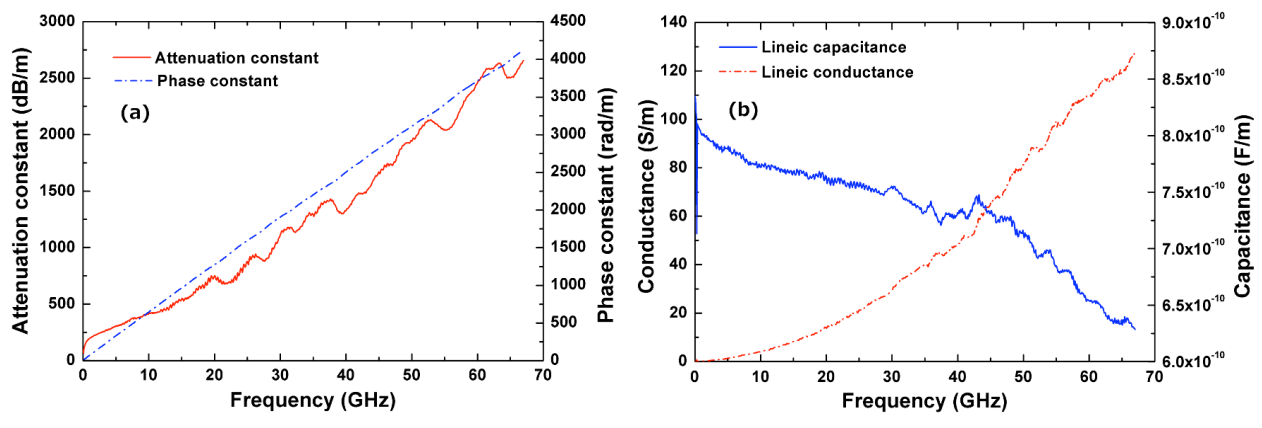 3000
2500
2000
1500
1000
500
0
Attenuation constant (dB/m)
Attenuation constant
Phase constant
(a)
4500
4000
3500
3000
2500
2000
1500
1000
500
0
Phase constant (rad/m)
0 10 20 30 40 50 60 70
Frequency (GHz)
140
120
100
80
60
40
20
0
Conductance (S/m)
Lineic capacitance
Lineic conductance
(b)
9.0x10⁻¹⁰
8.5x10⁻¹⁰
8.0x10⁻¹⁰
7.5x10⁻¹⁰
7.0x10⁻¹⁰
6.5x10⁻¹⁰
6.0x10⁻¹⁰
Capacitance (F/m)
0 10 20 30 40 50 60 70
Frequency (GHz)